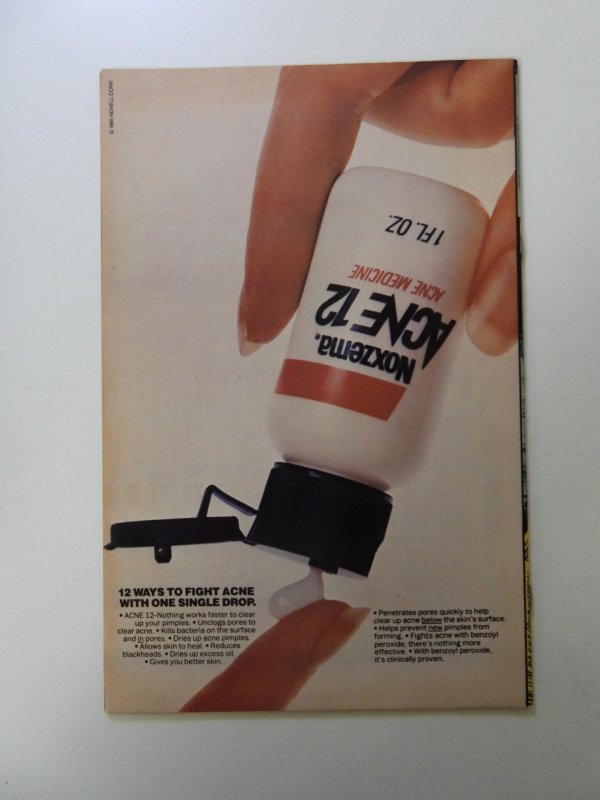 © 1985 NOXELL CORP.
1 FL. OZ.
ACNE MEDICINE
ACNE 12
Noxzema.
12 WAYS TO FIGHT ACNE
WITH ONE SINGLE DROP.
• ACNE 12-Nothing works faster to clear
up your pimples. • Unclogs pores to
clear acne. • Kills bacteria on the surface
and in pores. • Dries up acne pimples.
• Allows skin to heal. • Reduces
blackheads. • Dries up excess oil.
• Gives you better skin.
• Penetrates pores quickly to help
clear up acne below the skin's surface.
• Helps prevent new pimples from
forming. • Fights acne with benzoyl
peroxide, there's nothing more
effective. • With benzoyl peroxide,
it's clinically proven.